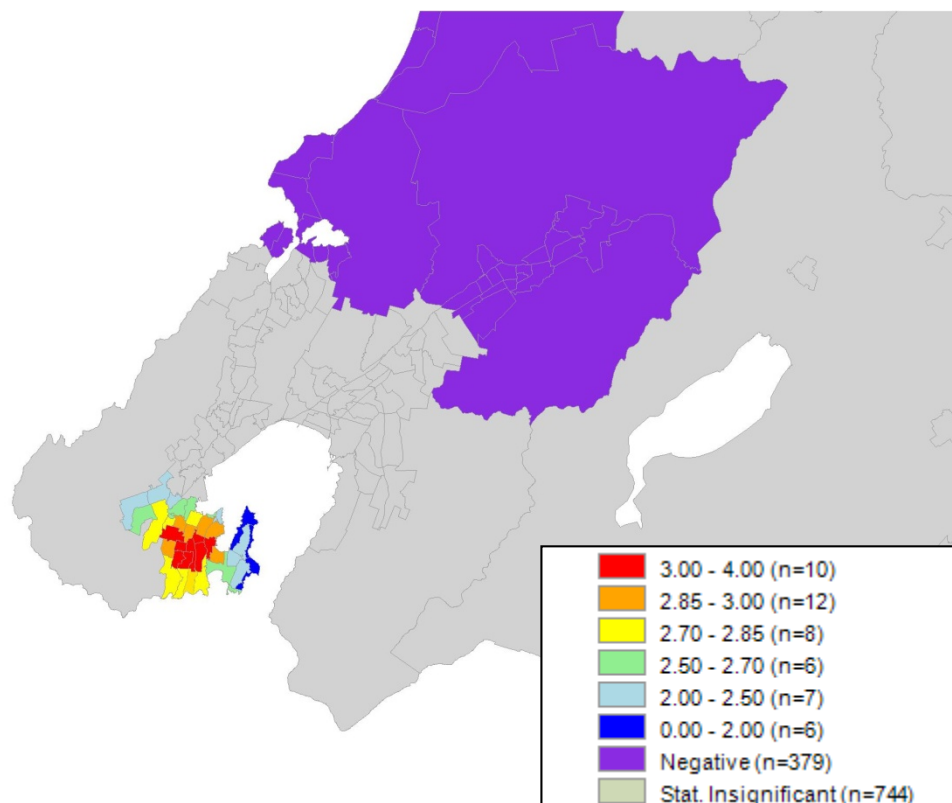 3.00 - 4.00 (n=10)
2.85 - 3.00 (n=12)
2.70 - 2.85 (n=8)
2.50 - 2.70 (n=6)
2.00 - 2.50 (n=7)
0.00 - 2.00 (n=6)
Negative (n=379)
Stat. Insignificant (n=744)